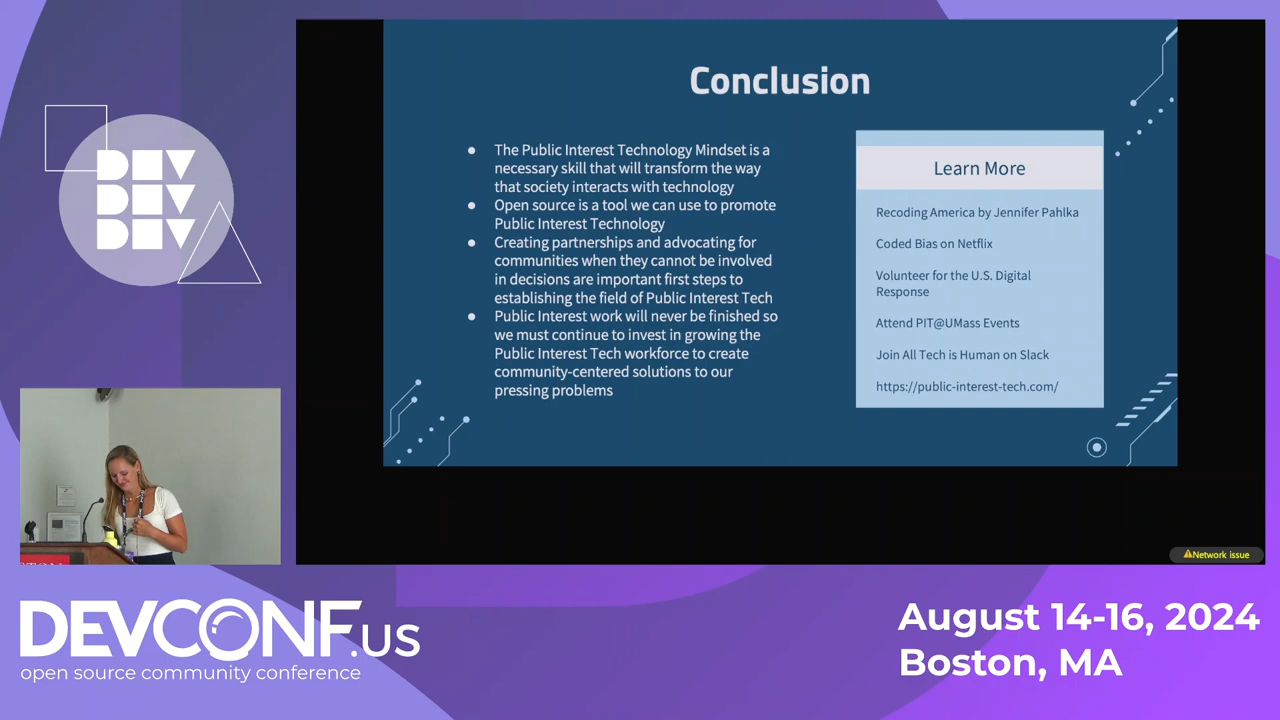 DEV
DEV
DEV
Conclusion
● The Public Interest Technology Mindset is a
necessary skill that will transform the way
that society interacts with technology
● Open source is a tool we can use to promote
Public Interest Technology
● Creating partnerships and advocating for
communities when they cannot be involved
in decisions are important first steps to
establishing the field of Public Interest Tech
● Public Interest work will never be finished so
we must continue to invest in growing the
Public Interest Tech workforce to create
community-centered solutions to our
pressing problems
Learn More
Recoding America by Jennifer Pahlka
Coded Bias on Netflix
Volunteer for the U.S. Digital
Response
Attend PIT@UMass Events
Join All Tech is Human on Slack
https://public-interest-tech.com/
Network issue
DEVCONF.us
open source community conference
August 14-16, 2024
Boston, MA